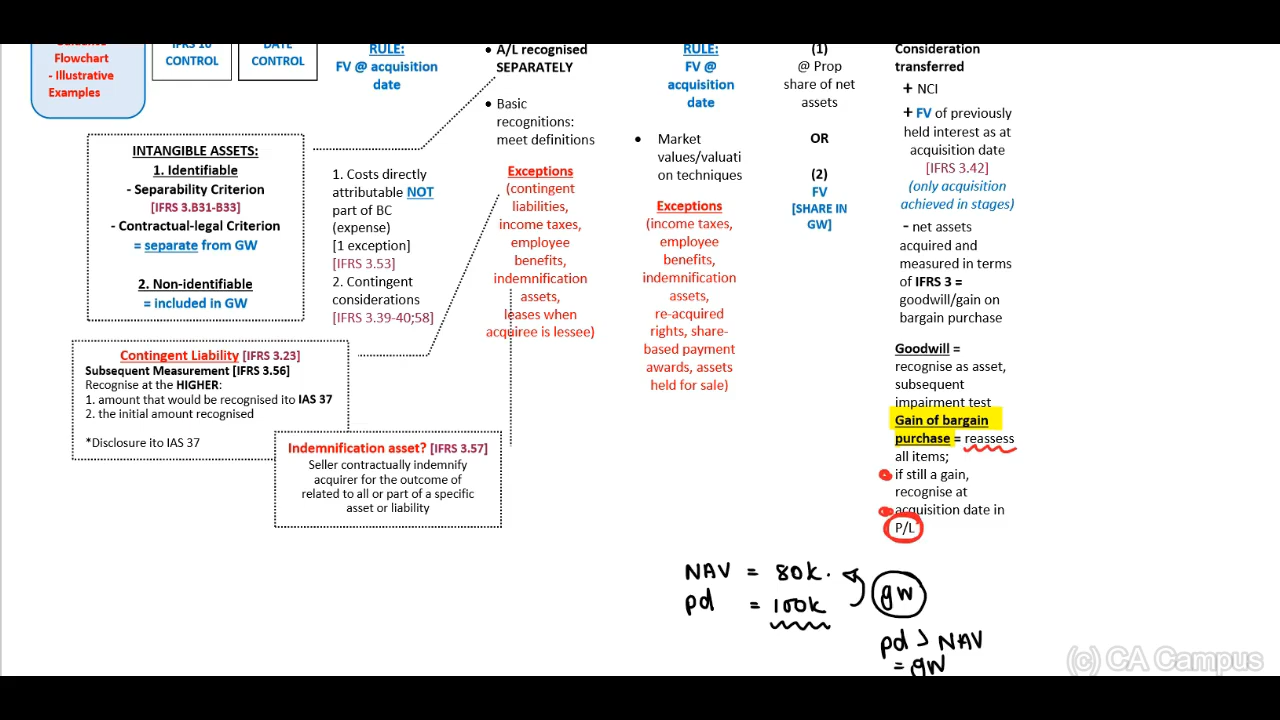 Guidance
Flowchart
- Illustrative
Examples
IFRS 10
CONTROL
DATE
CONTROL
RULE:
FV @ acquisition
date
1. Costs directly
attributable NOT
part of BC
(expense)
[1 exception]
[IFRS 3.53]
2. Contingent
considerations
[IFRS 3.39-40;58]
• A/L recognised
SEPARATELY
• Basic
recognitions:
meet definitions
Exceptions
(contingent
liabilities,
income taxes,
employee
benefits,
indemnification
assets,
leases when
acquiree is lessee)
RULE:
FV @
acquisition
date
• Market
values/valuati
on techniques
Exceptions
(income taxes,
employee
benefits,
indemnification
assets,
re-acquired
rights, share-
based payment
awards, assets
held for sale)
(1)
@ Prop
share of net
assets
OR
(2)
FV
[SHARE IN
GW]
Consideration
transferred
+ NCI
+ FV of previously
held interest as at
acquisition date
[IFRS 3.42]
(only acquisition
achieved in stages)
- net assets
acquired and
measured in terms
of IFRS 3 =
goodwill/gain on
bargain purchase
Goodwill =
recognise as asset,
subsequent
impairment test
Gain of bargain
purchase = reassess
all items;
if still a gain,
recognise at
acquisition date in
P/L
INTANGIBLE ASSETS:
1. Identifiable
- Separability Criterion
[IFRS 3.B31-B33]
- Contractual-legal Criterion
= separate from GW
2. Non-identifiable
= included in GW
Contingent Liability [IFRS 3.23]
Subsequent Measurement [IFRS 3.56]
Recognise at the HIGHER:
1. amount that would be recognised ito IAS 37
2. the initial amount recognised
*Disclosure ito IAS 37
Indemnification asset? [IFRS 3.57]
Seller contractually indemnify
acquirer for the outcome of
related to all or part of a specific
asset or liability
NAV = 80k.
pd = 100k
gw
pd > NAV
= gw
(c) CA Campus